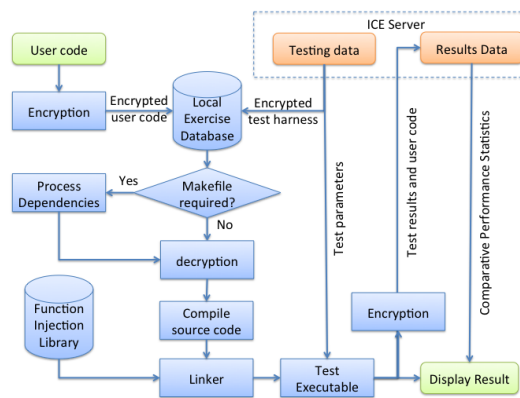 ICE Server
User code
Testing data
Results Data
Encryption
Encrypted
user code
Local
Exercise
Database
Encrypted
test harness
Process
Dependencies
Yes
Makefile
required?
No
decryption
Test parameters
Test results and user code
Comparative Performance Statistics
Function
Injection
Library
Compile
source code
Encryption
Linker
Test
Executable
Display Result